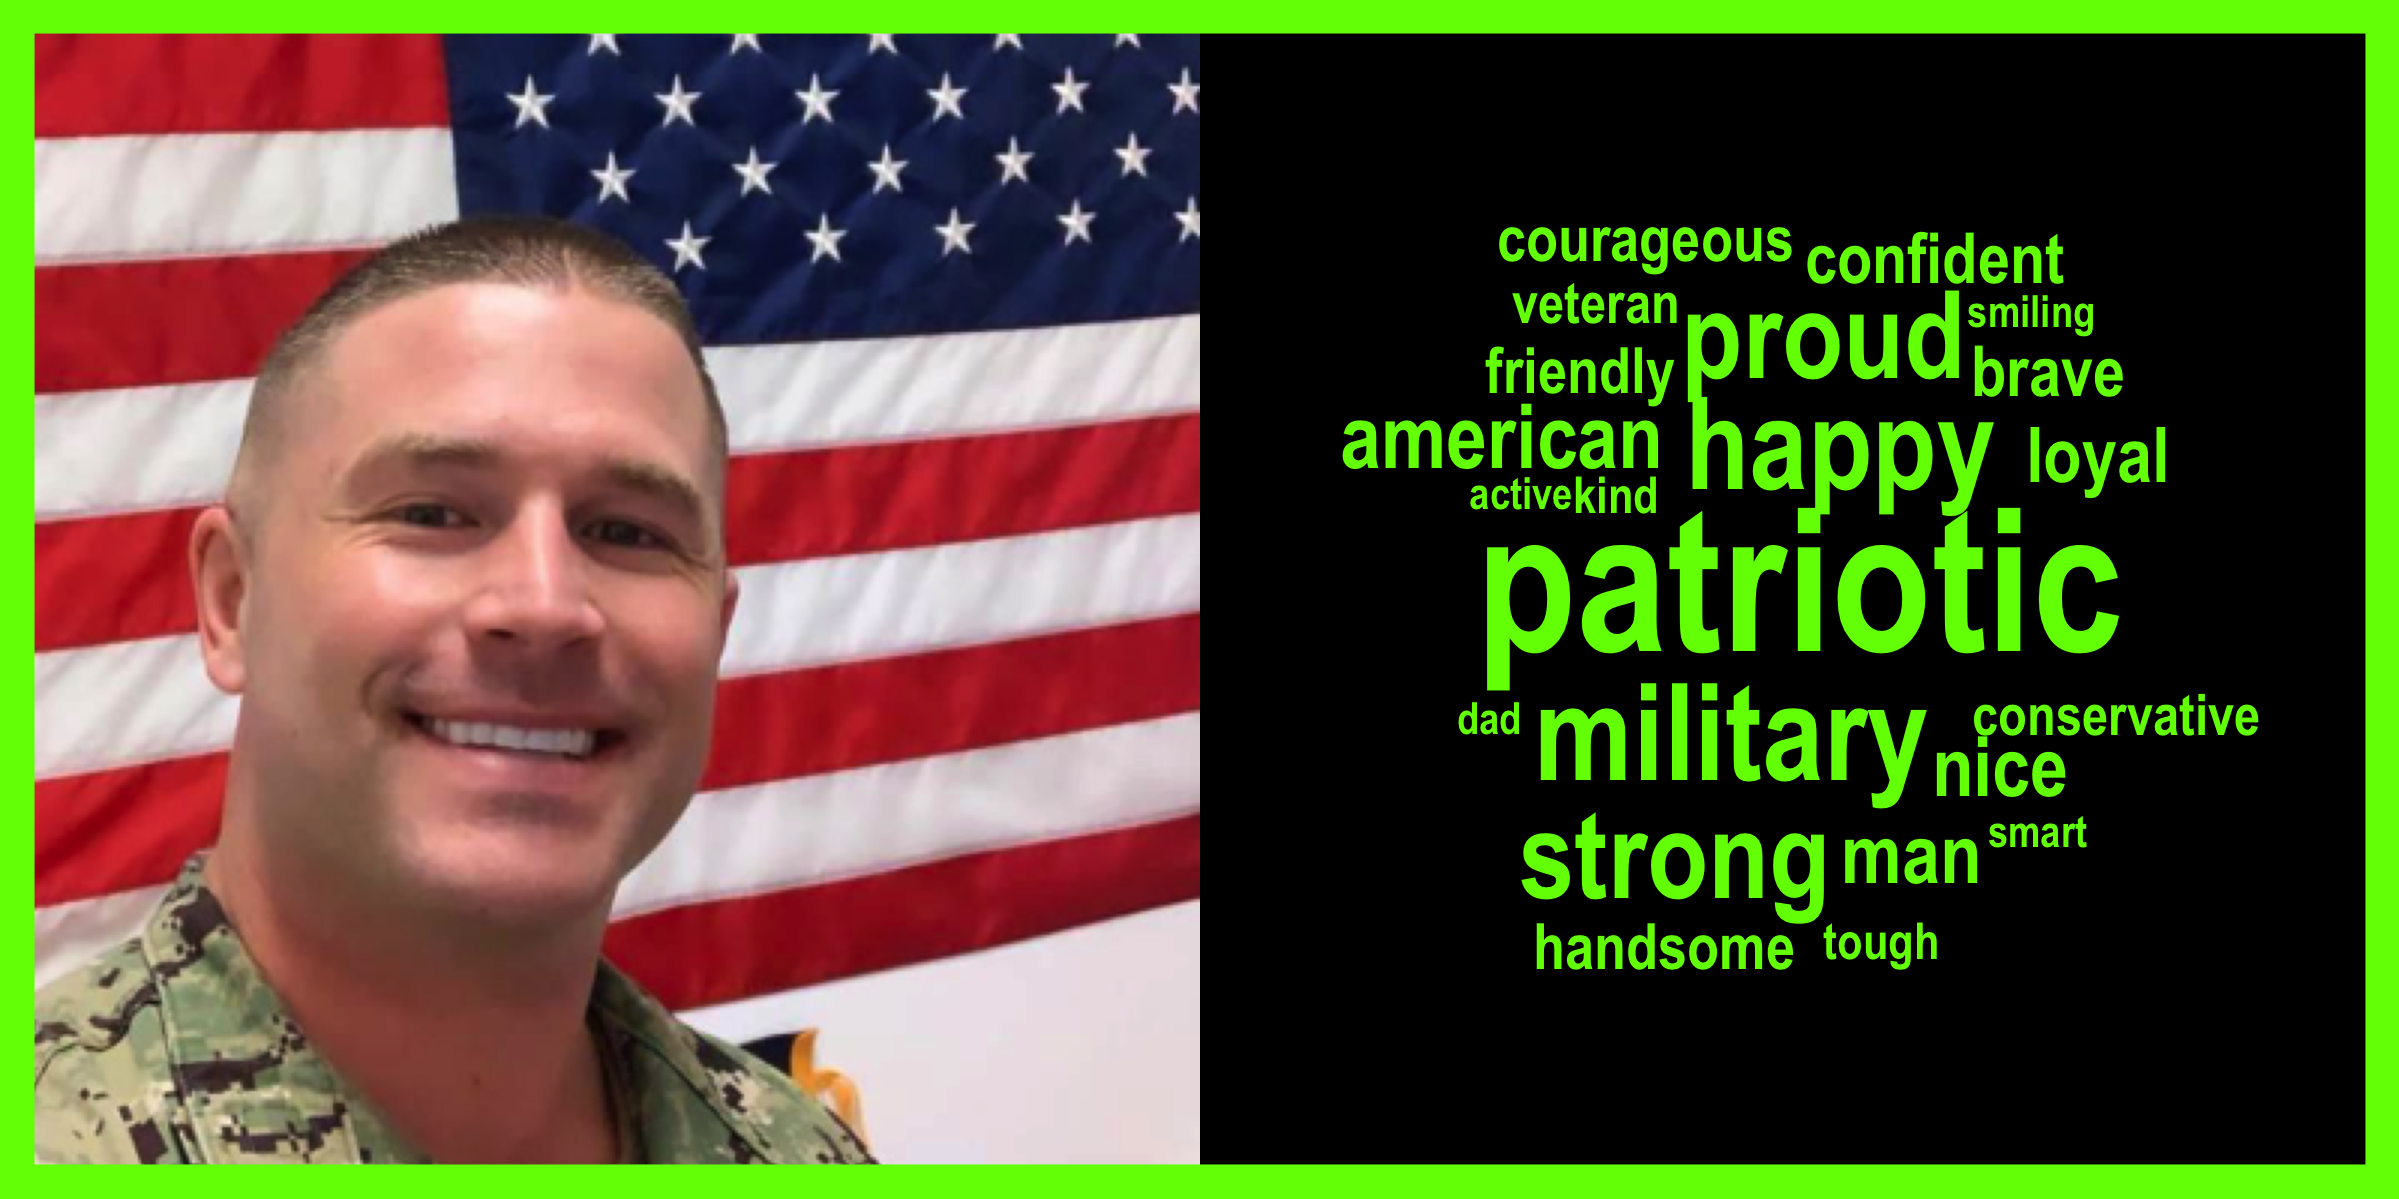 courageous confident
veteran proud smiling
friendly brave
american happy loyal
active kind
patriotic
dad military conservative
nice
strong man smart
handsome tough